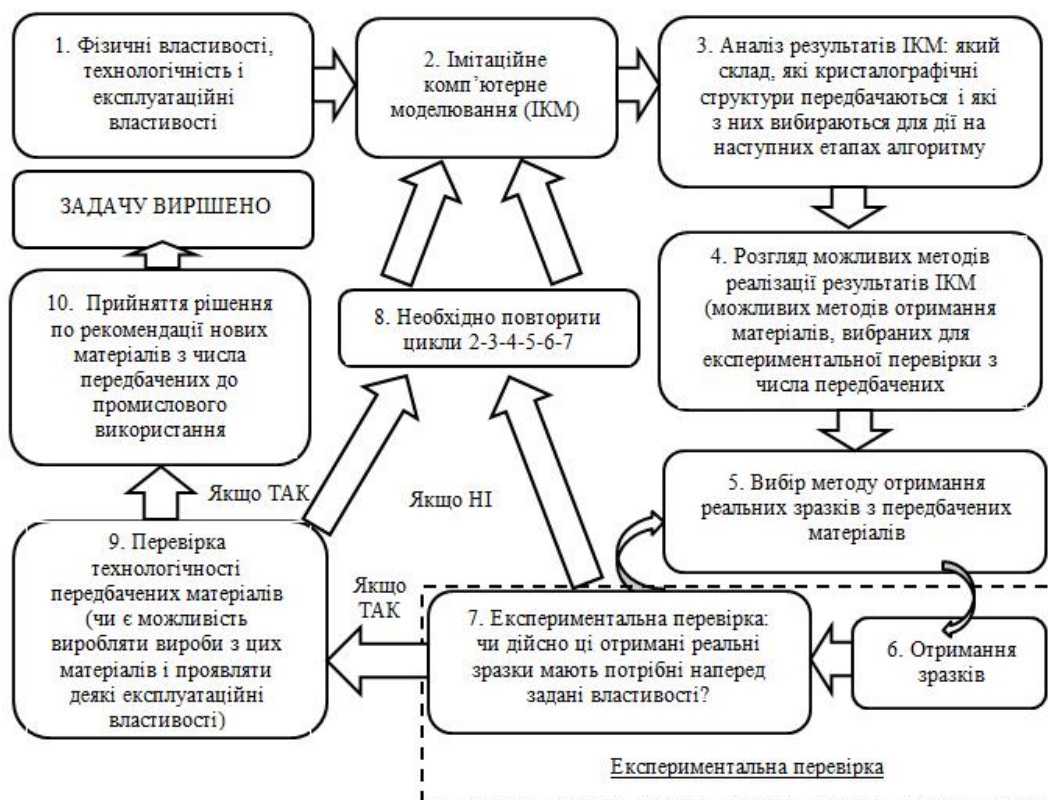 1. Фізичні властивості,
технологічність і
експлуатаційні
властивості
2. Імітаційне
комп’ютерне
моделювання (ІКМ)
3. Аналіз результатів ІКМ: який
склад, які кристалографічні
структури передбачаються і які
з них вибираються для дії на
наступних етапах алгоритму
ЗАДАЧУ ВИРІШЕНО
4. Розгляд можливих методів
реалізації результатів ІКМ
(можливих методів отримання
матеріалів, вибраних для
експериментальної перевірки з
числа передбачених
10. Прийняття рішення
по рекомендації нових
матеріалів з числа
передбачених до
промислового
використання
8. Необхідно повторити
цикли 2-3-4-5-6-7
5. Вибір методу отримання
реальних зразків з передбачених
матеріалів
Якщо ТАК
Якщо НІ
9. Перевірка
технологічності
передбачених матеріалів
(чи є можливість
виробляти вироби з цих
матеріалів і проявляти
деякі експлуатаційні
властивості)
Якщо
ТАК
7. Експериментальна перевірка:
чи дійсно ці отримані реальні
зразки мають потрібні наперед
задані властивості?
6. Отримання
зразків
Експериментальна перевірка